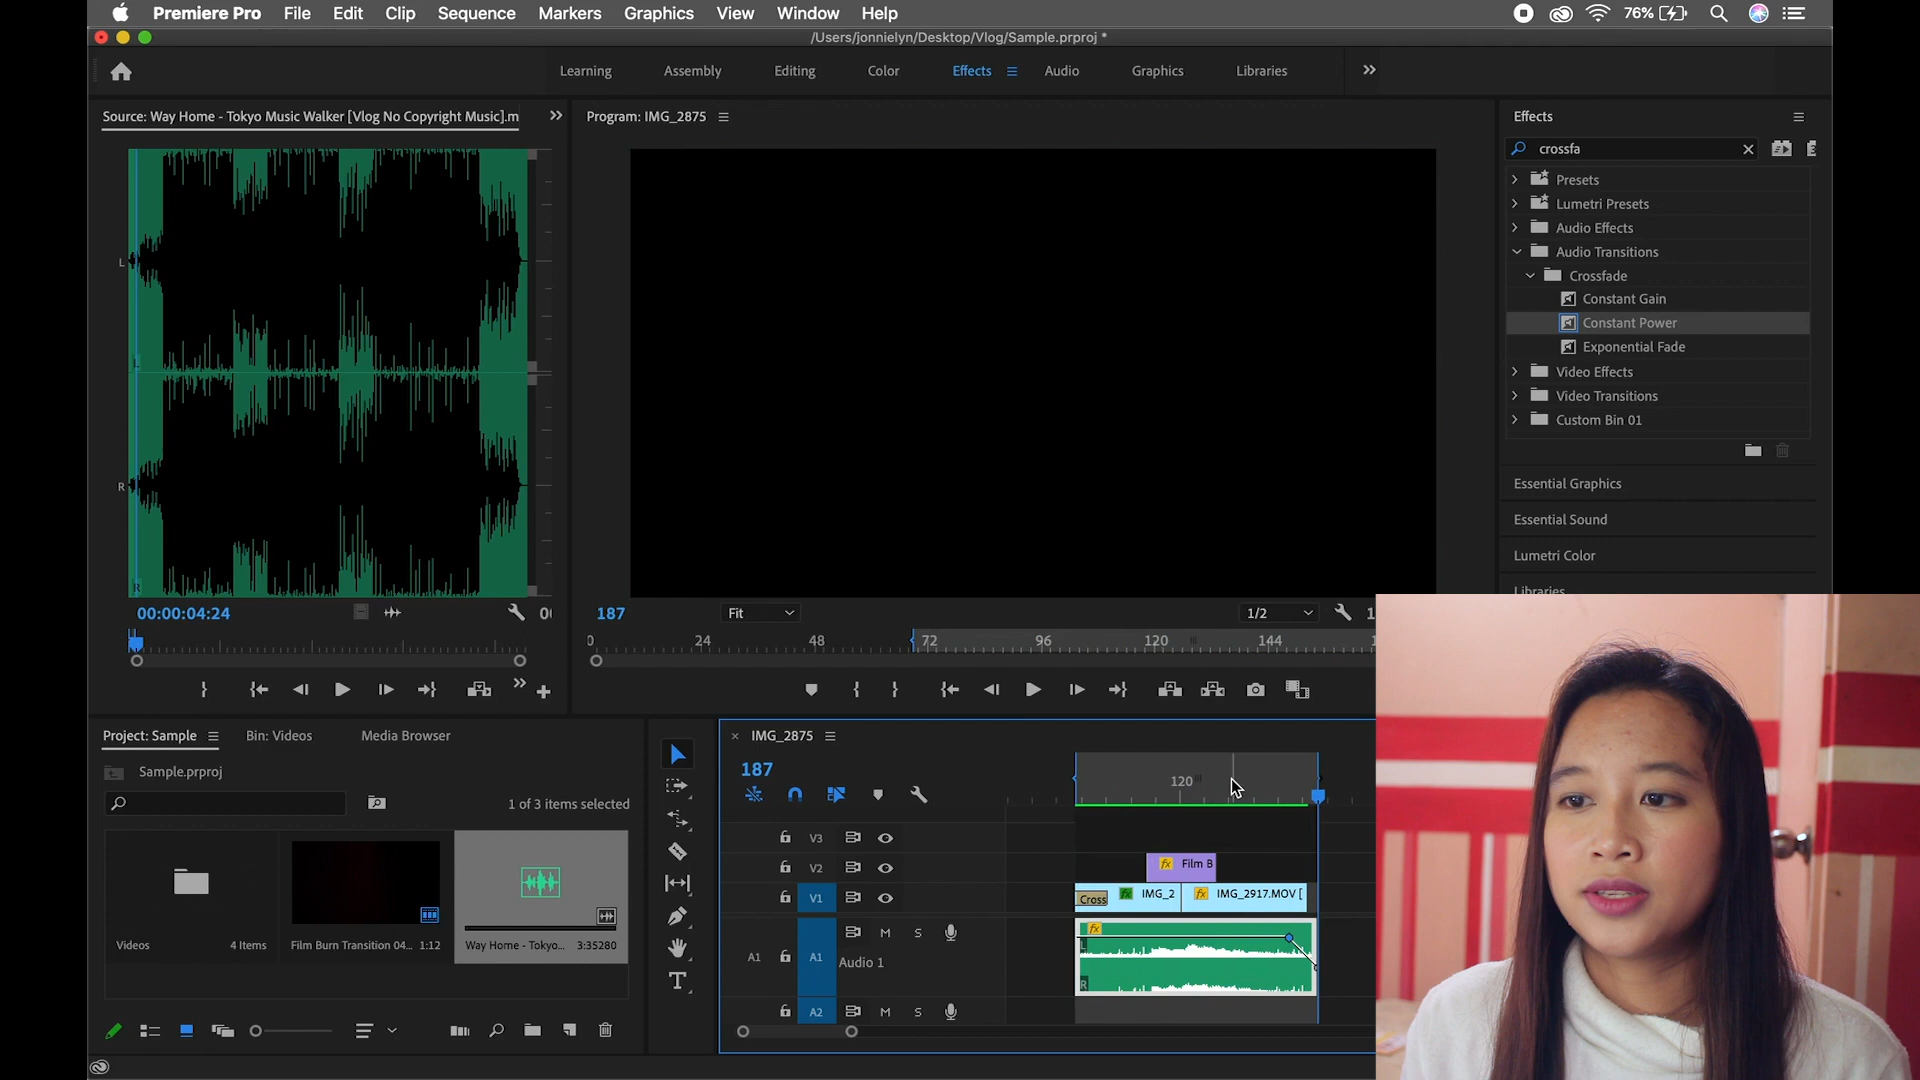 Premiere Pro File Edit Clip Sequence Markers Graphics View Window Help 76%
/Users/jonnielyn/Desktop/Vlog/Sample.prproj *
Learning Assembly Editing Color Effects Audio Graphics Libraries
Source: Way Home - Tokyo Music Walker [Vlog No Copyright Music].m
Program: IMG_2875
Effects
crossfa
Presets
Lumetri Presets
Audio Effects
Audio Transitions
Crossfade
Constant Gain
Constant Power
Exponential Fade
Video Effects
Video Transitions
Custom Bin 01
Essential Graphics
Essential Sound
Lumetri Color
Libraries
L
L
R
R
00:00:04:24
187 Fit 1/2
0 24 48 72 96 120 144
Project: Sample Bin: Videos Media Browser
Sample.prproj
1 of 3 items selected
Videos 4 Items
Film Burn Transition 04... 1:12
Way Home - Tokyo... 3:35280
IMG_2875
187
120
V3
V2 Film B
V1 Cross IMG_2 IMG_2917.MOV [
M S
A1 A1 Audio 1
L
R
A2 M S